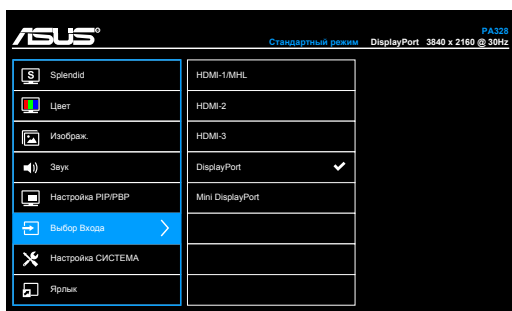 ASUS
PA328
Стандартный режим DisplayPort 3840 x 2160 @ 30Hz
S Splendid
HDMI-1/MHL
Цвет
HDMI-2
Изображ.
HDMI-3
Звук
DisplayPort
Настройка PIP/PBP
Mini DisplayPort
Выбор Входа
Настройка СИСТЕМА
Ярлык